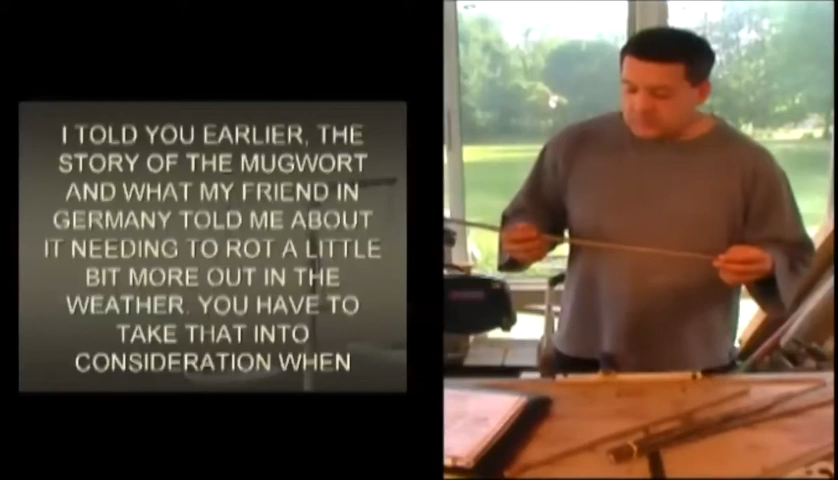 I TOLD YOU EARLIER, THE
STORY OF THE MUGWORT
AND WHAT MY FRIEND IN
GERMANY TOLD ME ABOUT
IT NEEDING TO ROT A LITTLE
BIT MORE OUT IN THE
WEATHER. YOU HAVE TO
TAKE THAT INTO
CONSIDERATION WHEN